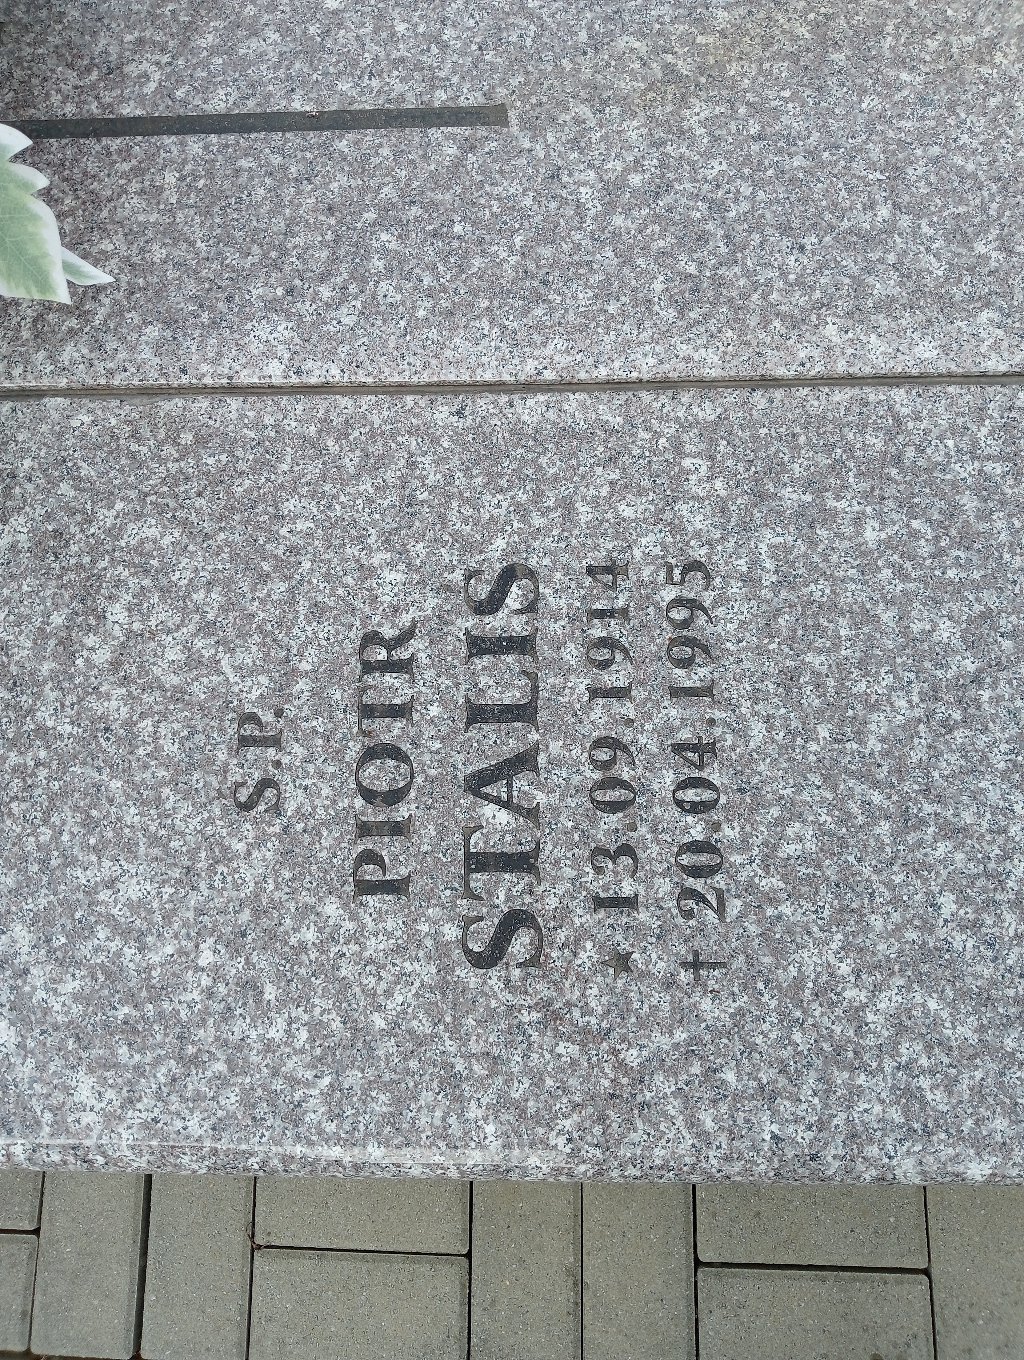 S.P.
PIOTR
STALIS
★ 13.09.1914
† 20.04.1995